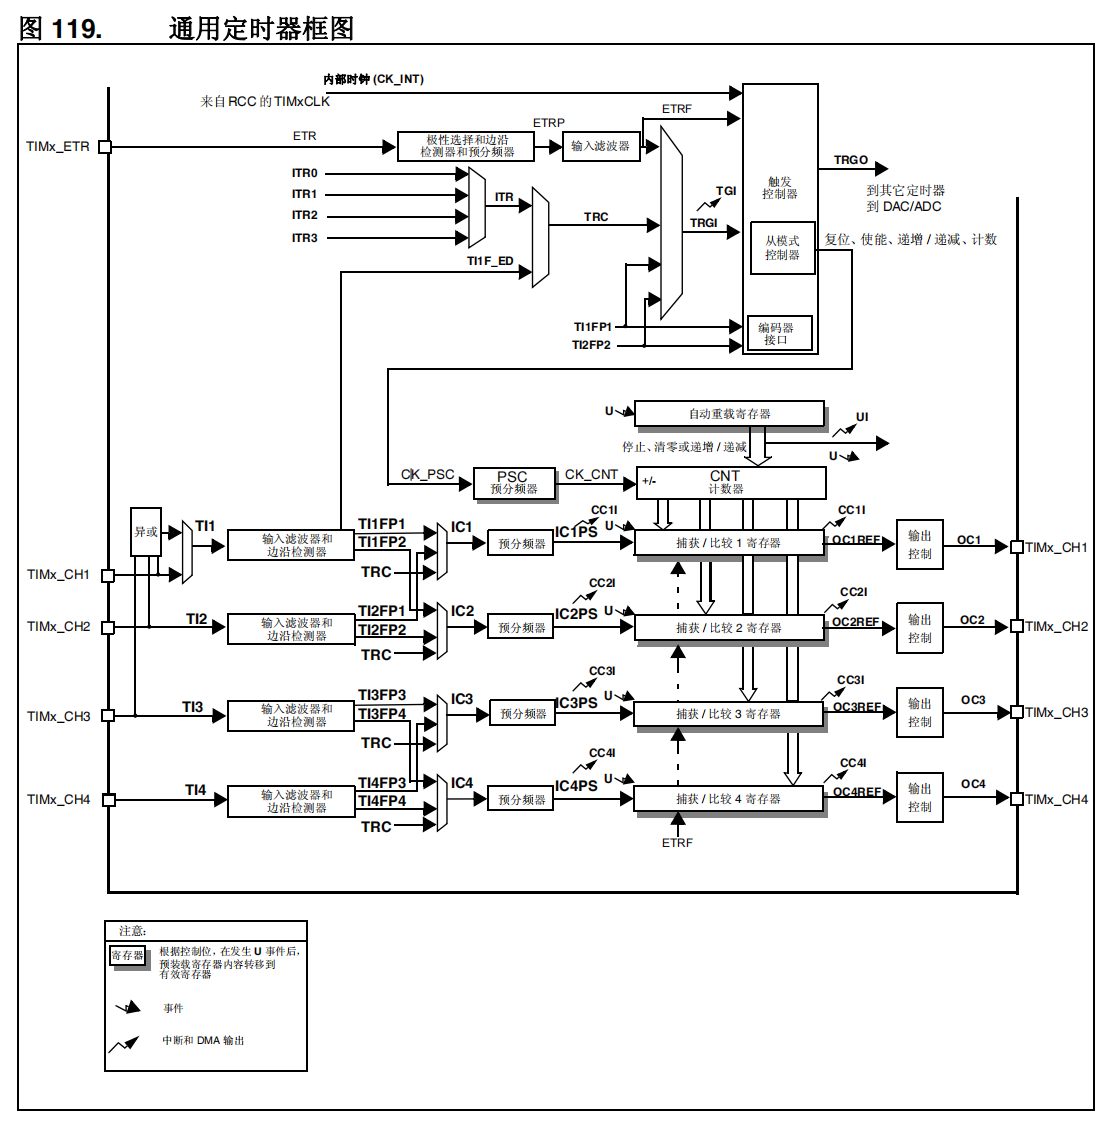 图 119. 通用定时器框图
内部时钟 (CK_INT)
来自 RCC 的 TIMxCLK
ETRF
TIMx_ETR
ETR
极性选择和边沿
检测器和预分频器
ETRP
输入滤波器
触发
控制器
TRGO
到其它定时器
到 DAC/ADC
ITR0
ITR1
ITR2
ITR3
ITR
TRC
TGI
TRGI
从模式
控制器
复位、使能、递增 / 递减、计数
TI1F_ED
TI1FP1
TI2FP2
编码器
接口
U
自动重载寄存器
UI
停止、清零或递增 / 递减
U
CK_PSC
PSC
预分频器
CK_CNT
+/-
CNT
计数器
异或
TI1
输入滤波器和
边沿检测器
TI1FP1
TI1FP2
TRC
IC1
预分频器
CC1I
IC1PS
U
捕获 / 比较 1 寄存器
CC1I
OC1REF
输出
控制
OC1
TIMx_CH1
TIMx_CH1
TIMx_CH2
TI2
输入滤波器和
边沿检测器
TI2FP1
TI2FP2
TRC
IC2
预分频器
CC2I
IC2PS
U
捕获 / 比较 2 寄存器
CC2I
OC2REF
输出
控制
OC2
TIMx_CH2
TIMx_CH3
TI3
输入滤波器和
边沿检测器
TI3FP3
TI3FP4
TRC
IC3
预分频器
CC3I
IC3PS
U
捕获 / 比较 3 寄存器
CC3I
OC3REF
输出
控制
OC3
TIMx_CH3
TIMx_CH4
TI4
输入滤波器和
边沿检测器
TI4FP3
TI4FP4
TRC
IC4
预分频器
CC4I
IC4PS
U
捕获 / 比较 4 寄存器
CC4I
OC4REF
输出
控制
OC4
TIMx_CH4
ETRF
注意:
寄存器
根据控制位，在发生 U 事件后，
预装载寄存器内容转移到
有效寄存器
事件
中断和 DMA 输出